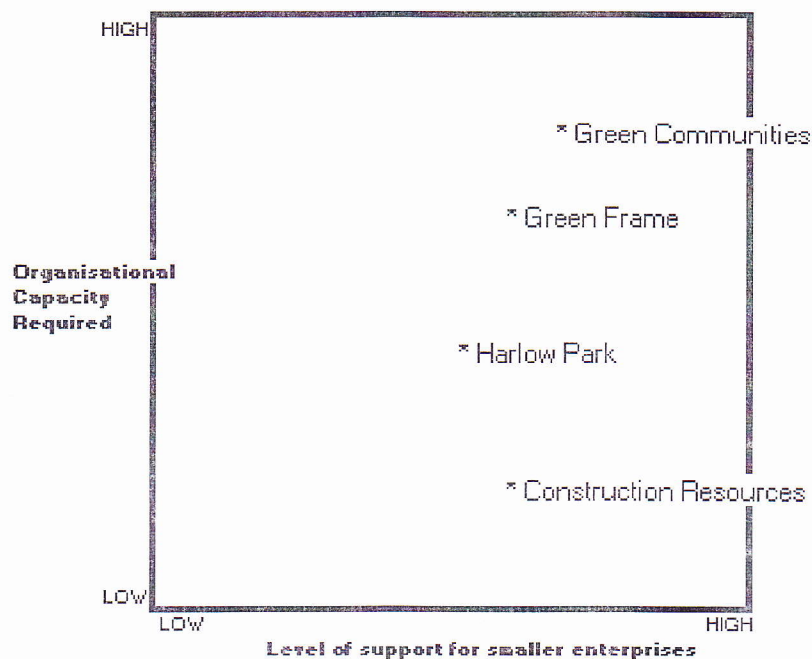 HIGH
* Green Communities
* Green Frame
Organisational
Capacity
Required
* Harlow Park
* Construction Resources
LOW
LOW
HIGH
Level of support for smaller enterprises